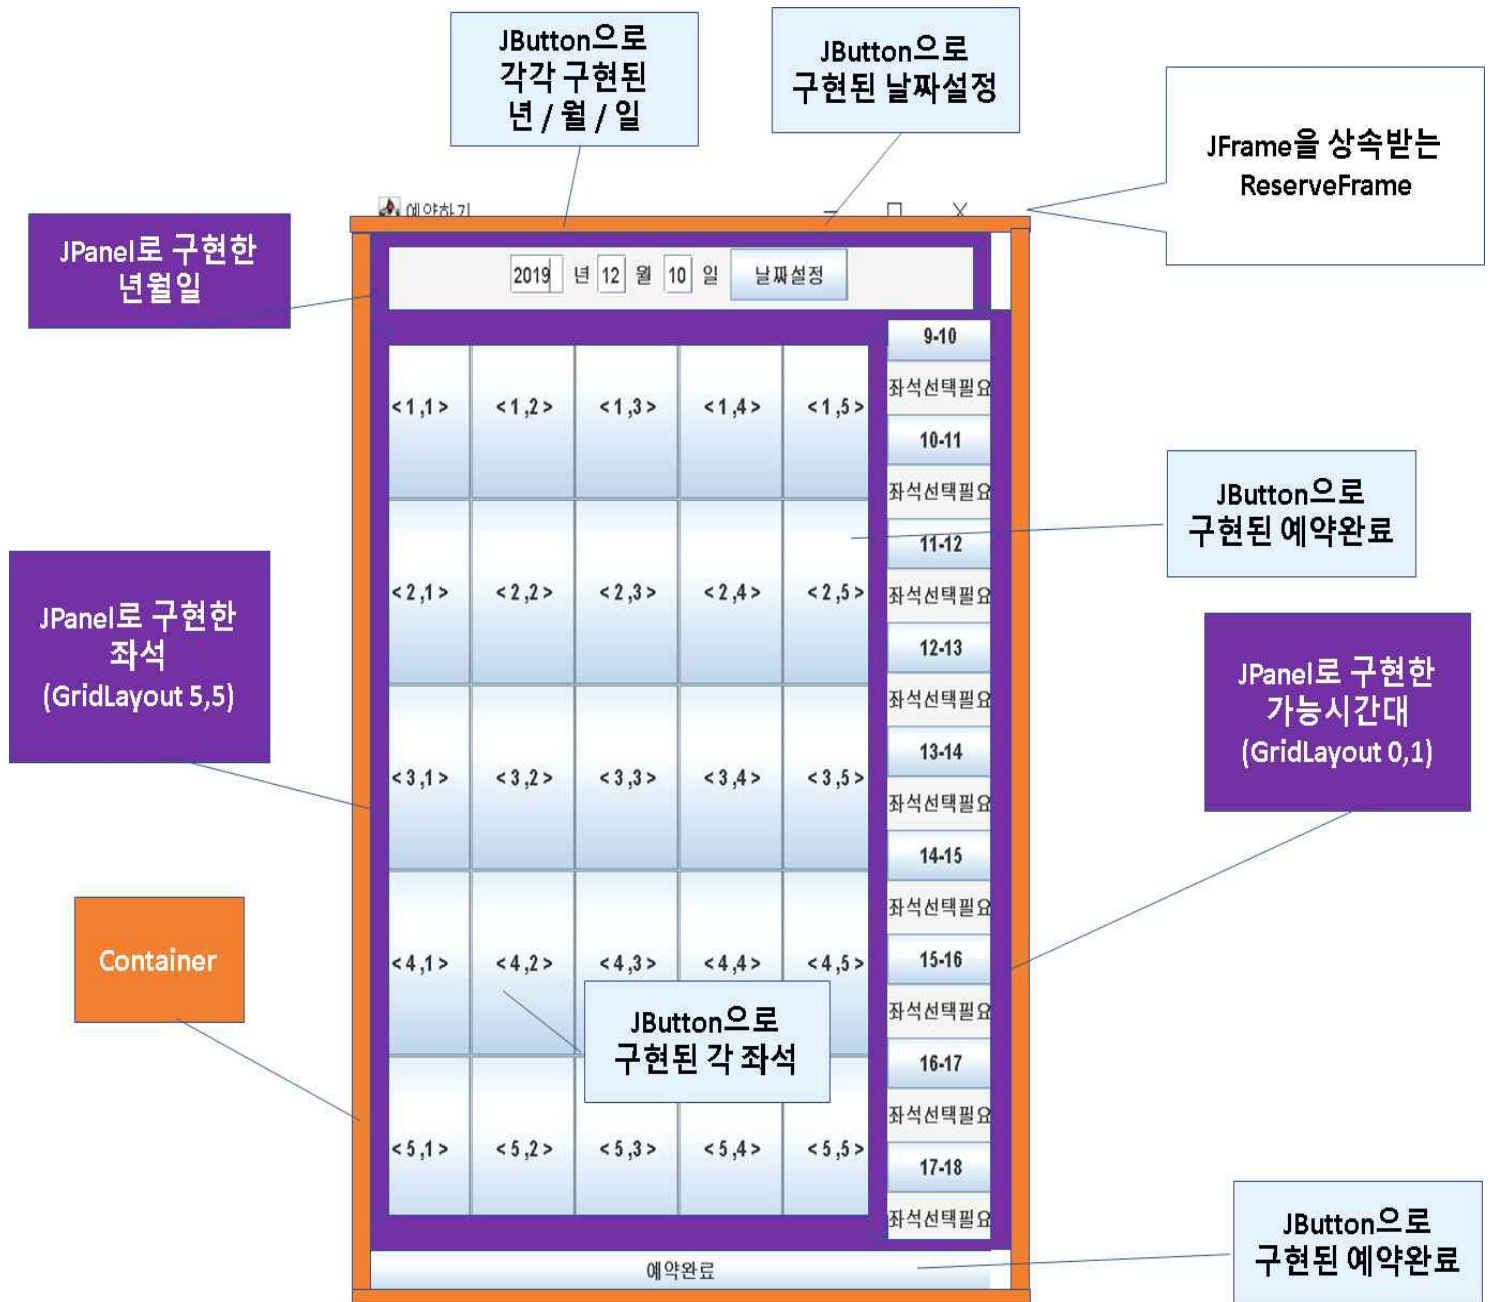 JButton으로
각각 구현된
년 / 월 / 일
JButton으로
구현된 날짜설정
JFrame을 상속받는
ReserveFrame
예약하기
JPanel로 구현한
년월일
2019 년 12 월 10 일 날짜설정
9-10
좌석선택필요
<1,1> <1,2> <1,3> <1,4> <1,5>
10-11
좌석선택필요
JButton으로
구현된 예약완료
11-12
좌석선택필요
<2,1> <2,2> <2,3> <2,4> <2,5>
JPanel로 구현한
좌석
(GridLayout 5,5)
12-13
좌석선택필요
JPanel로 구현한
가능시간대
(GridLayout 0,1)
13-14
좌석선택필요
<3,1> <3,2> <3,3> <3,4> <3,5>
14-15
좌석선택필요
Container
<4,1> <4,2> <4,3> <4,4> <4,5>
15-16
좌석선택필요
JButton으로
구현된 각 좌석
16-17
좌석선택필요
<5,1> <5,2> <5,3> <5,4> <5,5>
17-18
좌석선택필요
JButton으로
구현된 예약완료
예약완료